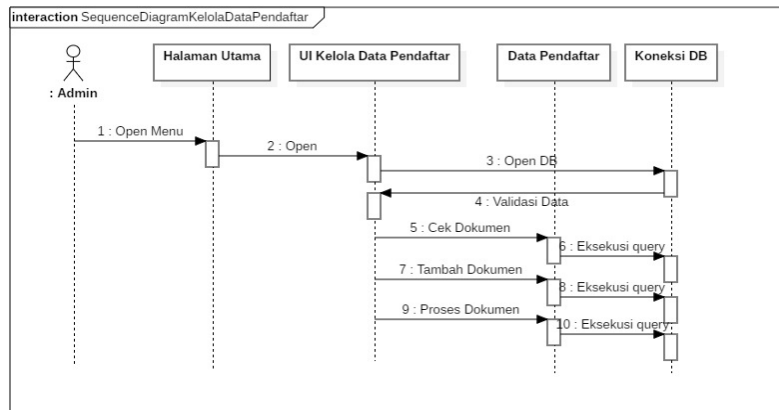 interaction SequenceDiagramKelolaDataPendaftar
: Admin
Halaman Utama
UI Kelola Data Pendaftar
Data Pendaftar
Koneksi DB
1 : Open Menu
2 : Open
3 : Open DB
4 : Validasi Data
5 : Cek Dokumen
6 : Eksekusi query
7 : Tambah Dokumen
8 : Eksekusi query
9 : Proses Dokumen
10 : Eksekusi query